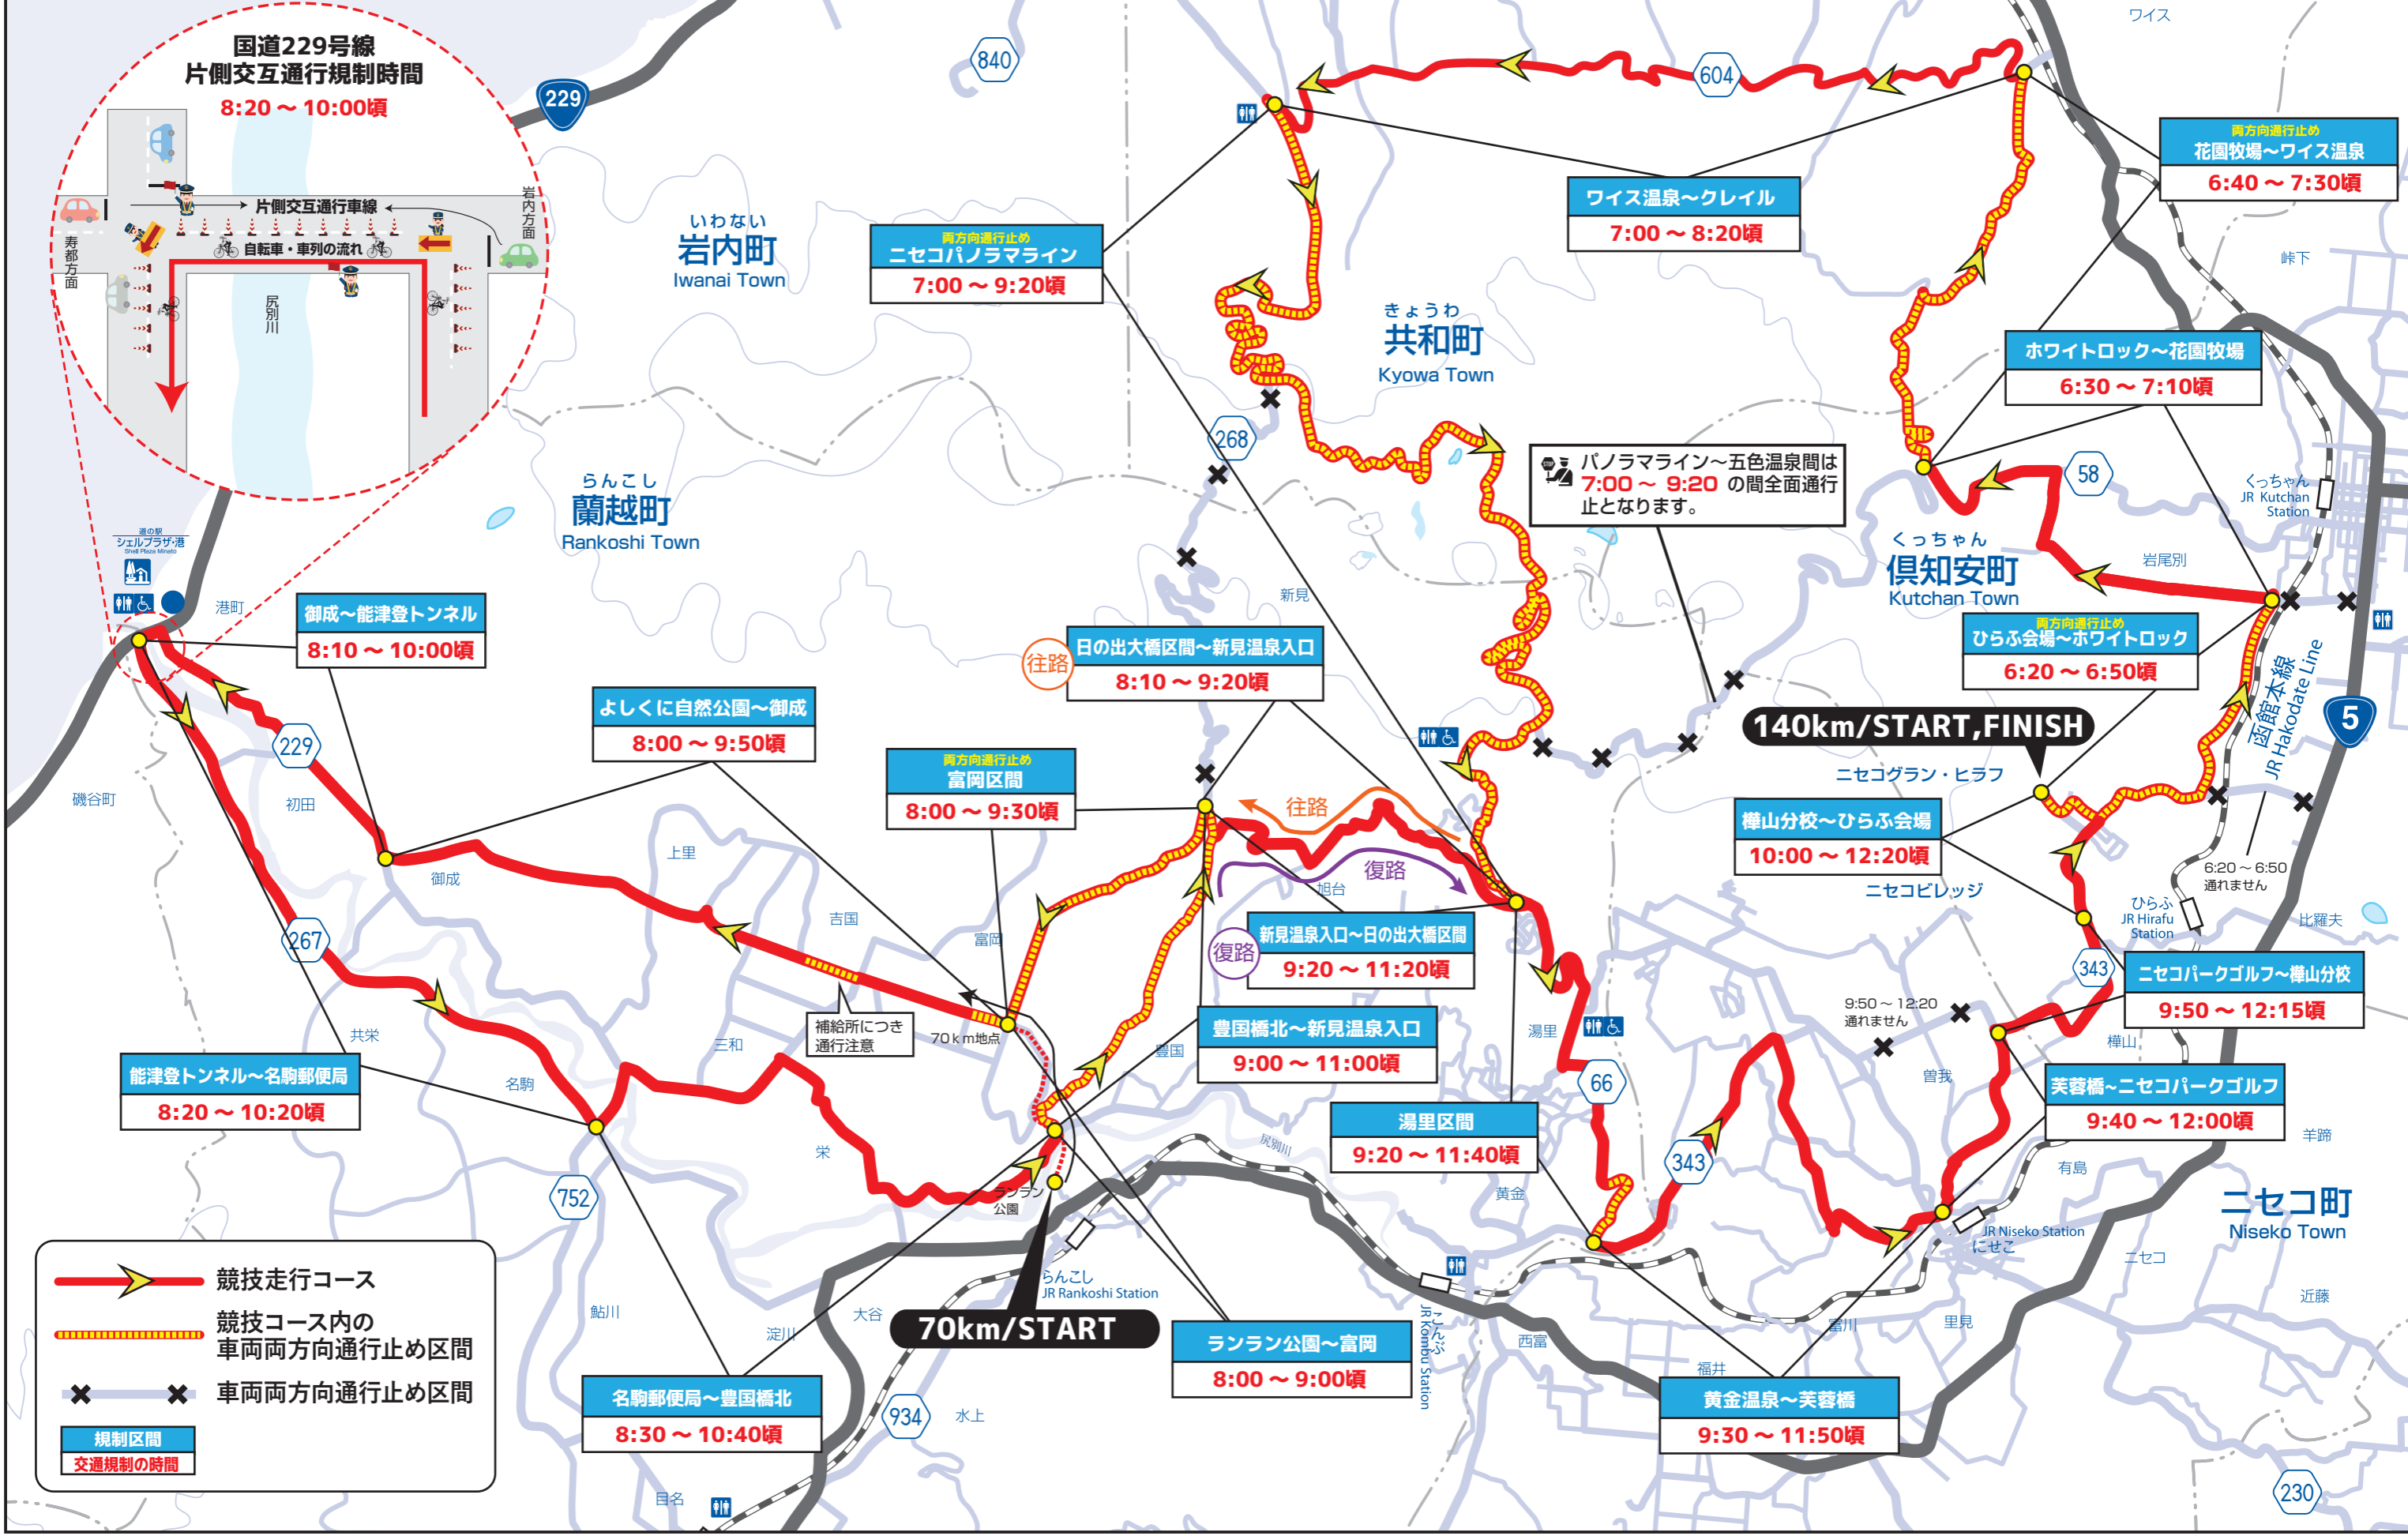 国道229号線
片側交互通行規制時間
8:20～10:00頃
片側交互通行車線
自転車・車列の流れ
寿都方面
岩内方面
尻別川
229
840
604
ワイス
いわない
岩内町
Iwanai Town
両方向通行止め
ニセコパノラマライン
7:00～9:20頃
ワイス温泉～クレイル
7:00～8:20頃
両方向通行止め
花園牧場～ワイス温泉
6:40～7:30頃
峠下
きょうわ
共和町
Kyowa Town
ホワイトロック～花園牧場
6:30～7:10頃
268
58
パノラマライン～五色温泉間は
7:00～ 9:20 の間全面通行
止となります。
くっちゃん
JR Kutchan
Station
らんこし
蘭越町
Rankoshi Town
くっちゃん
倶知安町
Kutchan Town
岩尾別
道の駅
シェルプラザ・港
Shell Plaza Minato
港町
新見
御成～能津登トンネル
8:10～10:00頃
往路
日の出大橋区間～新見温泉入口
8:10～9:20頃
両方向通行止め
ひらふ会場～ホワイトロック
6:20～6:50頃
函館本線
JR Hakodate Line
5
よしくに自然公園～御成
8:00～9:50頃
140km/START,FINISH
ニセコグラン・ヒラフ
229
磯谷町
初田
両方向通行止め
富岡区間
8:00～9:30頃
往路
復路
旭台
樺山分校～ひらふ会場
10:00～12:20頃
ニセコビレッジ
6:20～6:50
通れません
上里
御成
吉国
富岡
ひらふ
JR Hirafu
Station
比羅夫
267
復路
新見温泉入口～日の出大橋区間
9:20～11:20頃
343
ニセコパークゴルフ～樺山分校
9:50～12:15頃
9:50～12:20
通れません
補給所につき
通行注意
70km地点
豊国橋北～新見温泉入口
9:00～11:00頃
共栄
三和
豊国
湯里
樺山
曽我
能津登トンネル～名駒郵便局
8:20～10:20頃
名駒
66
芙蓉橋～ニセコパークゴルフ
9:40～12:00頃
湯里区間
9:20～11:40頃
栄
尻別川
343
羊蹄
有島
752
ランラン
公園
黄金
ニセコ町
Niseko Town
JR Niseko Station
にせこ
ニセコ
競技走行コース
競技コース内の
車両両方向通行止め区間
車両両方向通行止め区間
規制区間
交通規制の時間
らんこし
JR Rankoshi Station
鮎川
淀川
大谷
70km/START
ランラン公園～富岡
8:00～9:00頃
こんぶ
JR Kombu Station
西富
富川
里見
近藤
福井
名駒郵便局～豊国橋北
8:30～10:40頃
934
水上
黄金温泉～芙蓉橋
9:30～11:50頃
目名
230